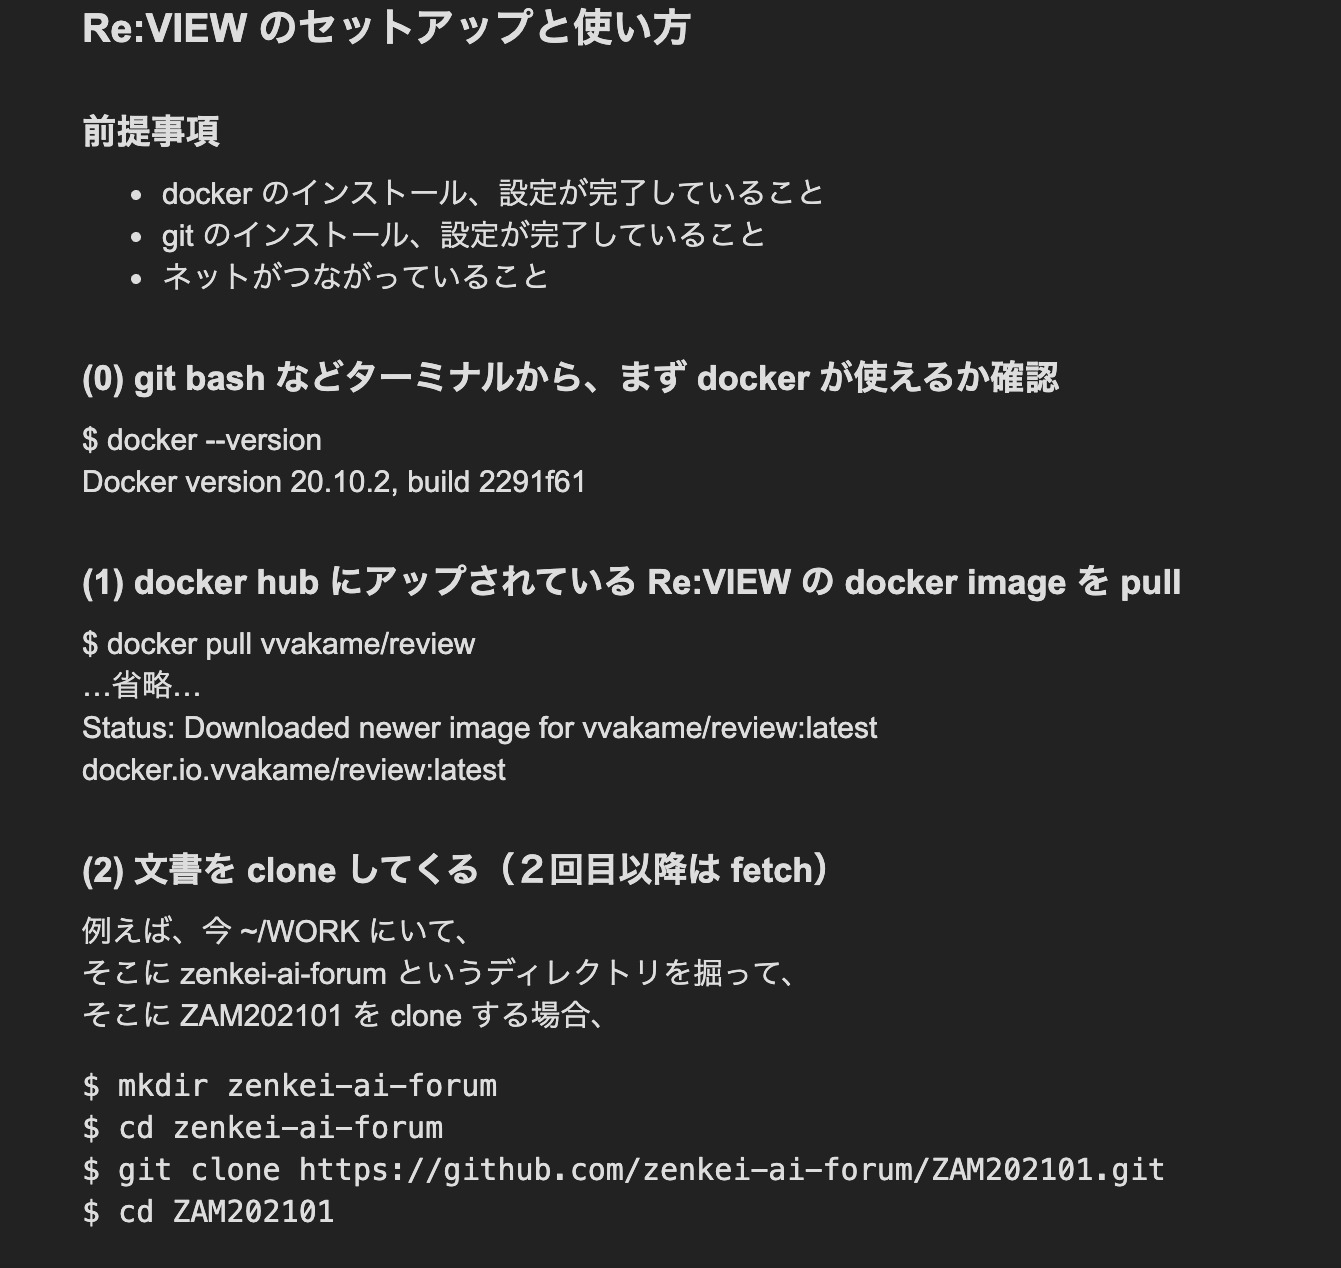 Re:VIEW のセットアップと使い方
前提事項
• docker のインストール、設定が完了していること
• git のインストール、設定が完了していること
• ネットがつながっていること
(0) git bash などターミナルから、まず docker が使えるか確認
$ docker --version
Docker version 20.10.2, build 2291f61
(1) docker hub にアップされている Re:VIEW の docker image を pull
$ docker pull vvakame/review
…省略…
Status: Downloaded newer image for vvakame/review:latest
docker.io.vvakame/review:latest
(2) 文書を clone してくる（２回目以降は fetch）
例えば、今 ~/WORK にいて、
そこに zenkei-ai-forum というディレクトリを掘って、
そこに ZAM202101 を clone する場合、
$ mkdir zenkei-ai-forum
$ cd zenkei-ai-forum
$ git clone https://github.com/zenkei-ai-forum/ZAM202101.git
$ cd ZAM202101